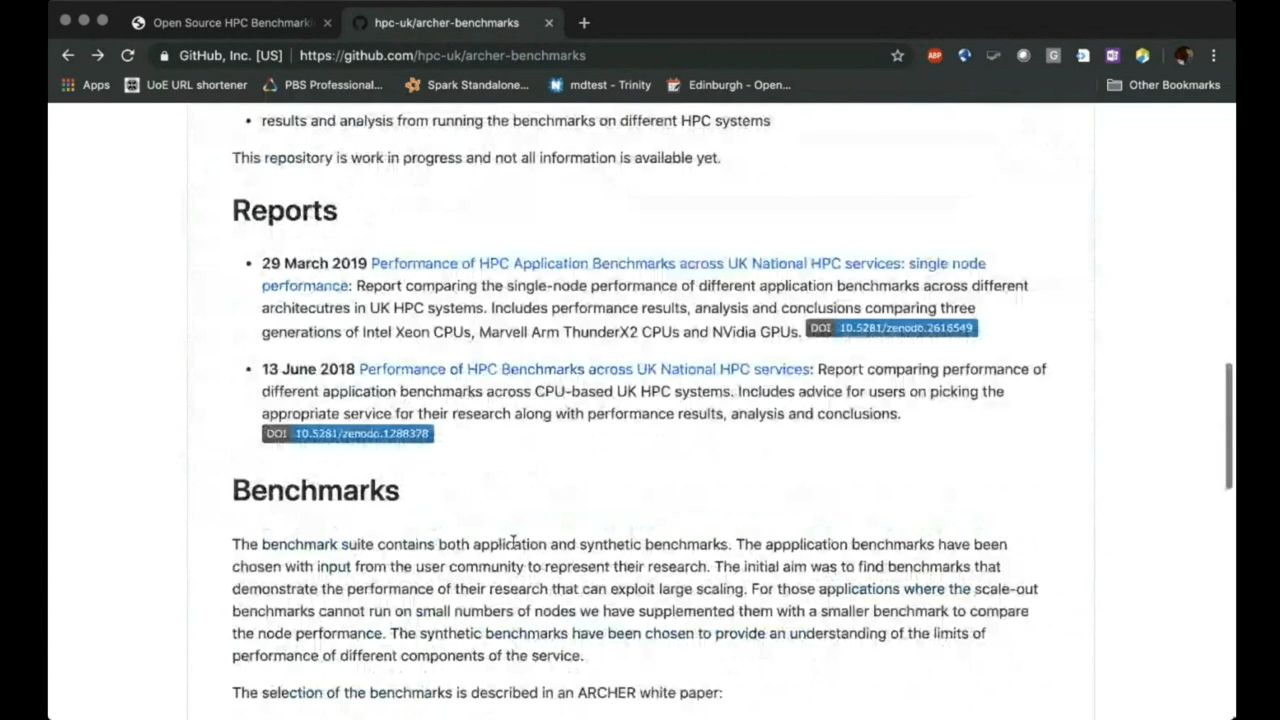 Open Source HPC Benchmarki
hpc-uk/archer-benchmarks
GitHub, Inc. [US] https://github.com/hpc-uk/archer-benchmarks
Apps UoE URL shortener PBS Professional... Spark Standalone... mdtest - Trinity Edinburgh - Open... Other Bookmarks
• results and analysis from running the benchmarks on different HPC systems
This repository is work in progress and not all information is available yet.
Reports
• 29 March 2019 Performance of HPC Application Benchmarks across UK National HPC services: single node
performance: Report comparing the single-node performance of different application benchmarks across different
architecutres in UK HPC systems. Includes performance results, analysis and conclusions comparing three
generations of Intel Xeon CPUs, Marvell Arm ThunderX2 CPUs and NVidia GPUs. DOI 10.5281/zenodo.2616549
• 13 June 2018 Performance of HPC Benchmarks across UK National HPC services: Report comparing performance of
different application benchmarks across CPU-based UK HPC systems. Includes advice for users on picking the
appropriate service for their research along with performance results, analysis and conclusions.
DOI 10.5281/zenodo.1288378
Benchmarks
The benchmark suite contains both application and synthetic benchmarks. The appplication benchmarks have been
chosen with input from the user community to represent their research. The initial aim was to find benchmarks that
demonstrate the performance of their research that can exploit large scaling. For those applications where the scale-out
benchmarks cannot run on small numbers of nodes we have supplemented them with a smaller benchmark to compare
the node performance. The synthetic benchmarks have been chosen to provide an understanding of the limits of
performance of different components of the service.
The selection of the benchmarks is described in an ARCHER white paper: